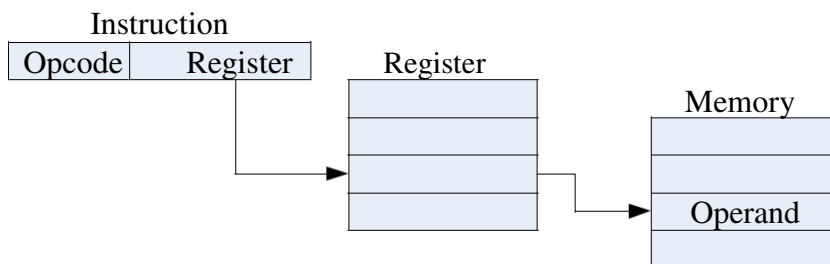 Instruction
Opcode Register
Register
Memory
Operand